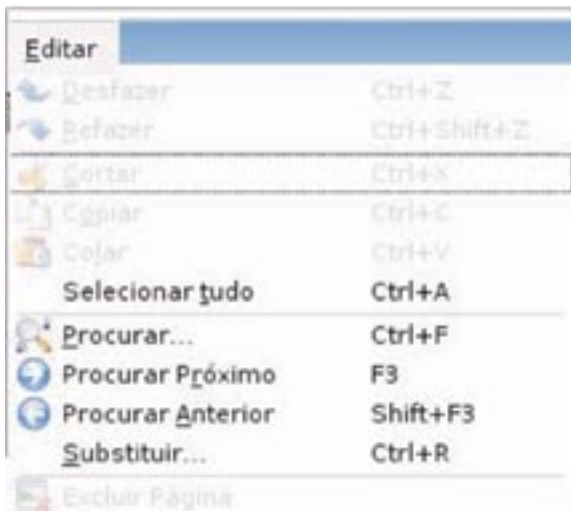 Editar
Desfazer Ctrl+Z
Refazer Ctrl+Shift+Z
Cortar Ctrl+X
Copiar Ctrl+C
Colar Ctrl+V
Selecionar tudo Ctrl+A
Procurar... Ctrl+F
Procurar Próximo F3
Procurar Anterior Shift+F3
Substituir... Ctrl+R
Excluir Página